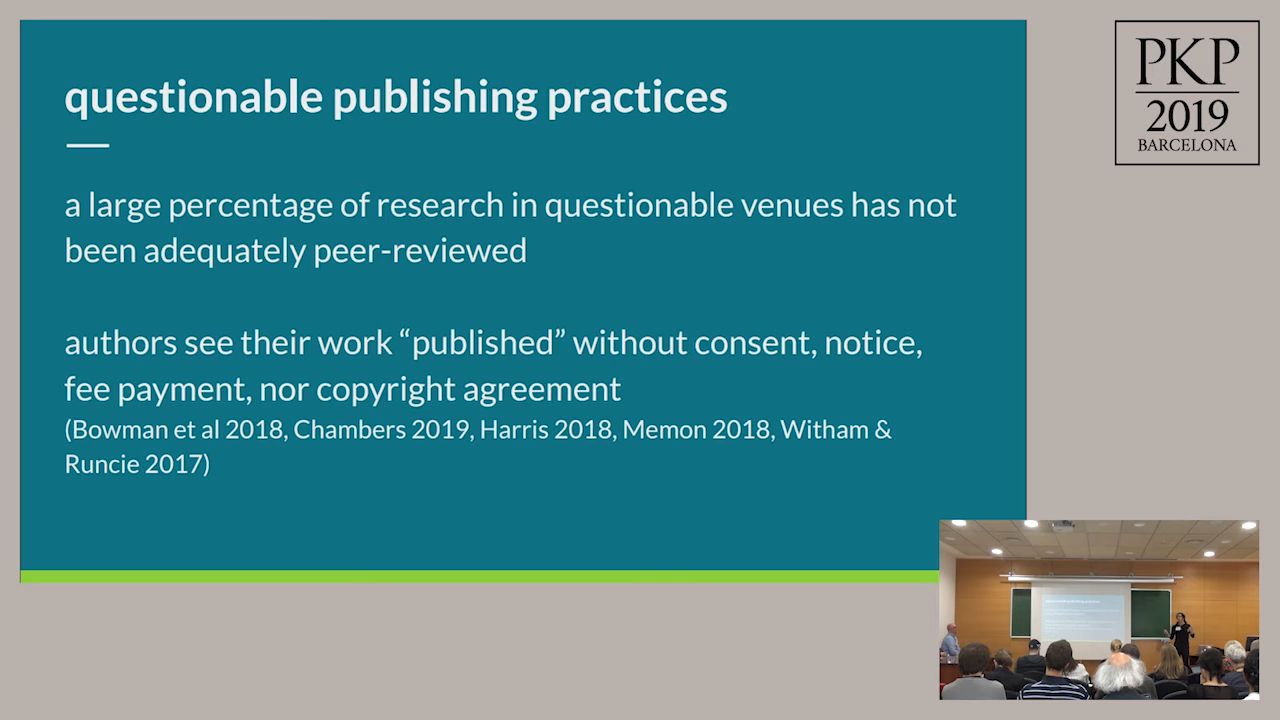 questionable publishing practices
a large percentage of research in questionable venues has not
been adequately peer-reviewed
authors see their work “published” without consent, notice,
fee payment, nor copyright agreement
(Bowman et al 2018, Chambers 2019, Harris 2018, Memon 2018, Witham &
Runcie 2017)
PKP
2019
BARCELONA